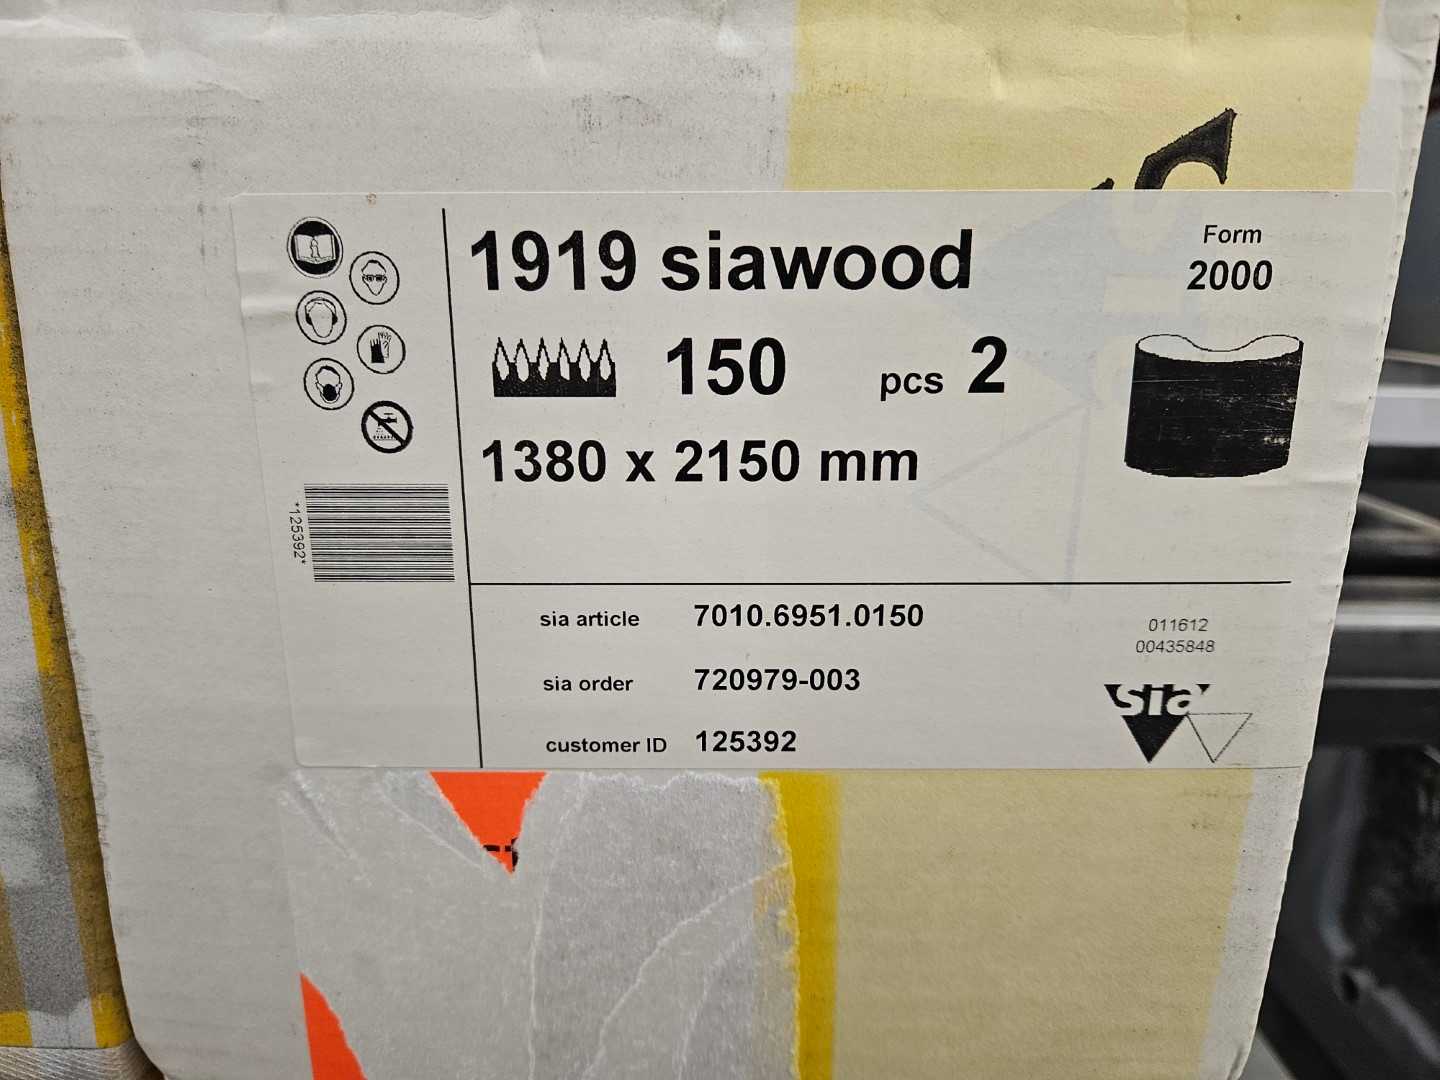 1919 siawood
Form
2000
150 pcs 2
1380 x 2150 mm
*125392*
sia article 7010.6951.0150
sia order 720979-003
customer ID 125392
011612
00435848
sia